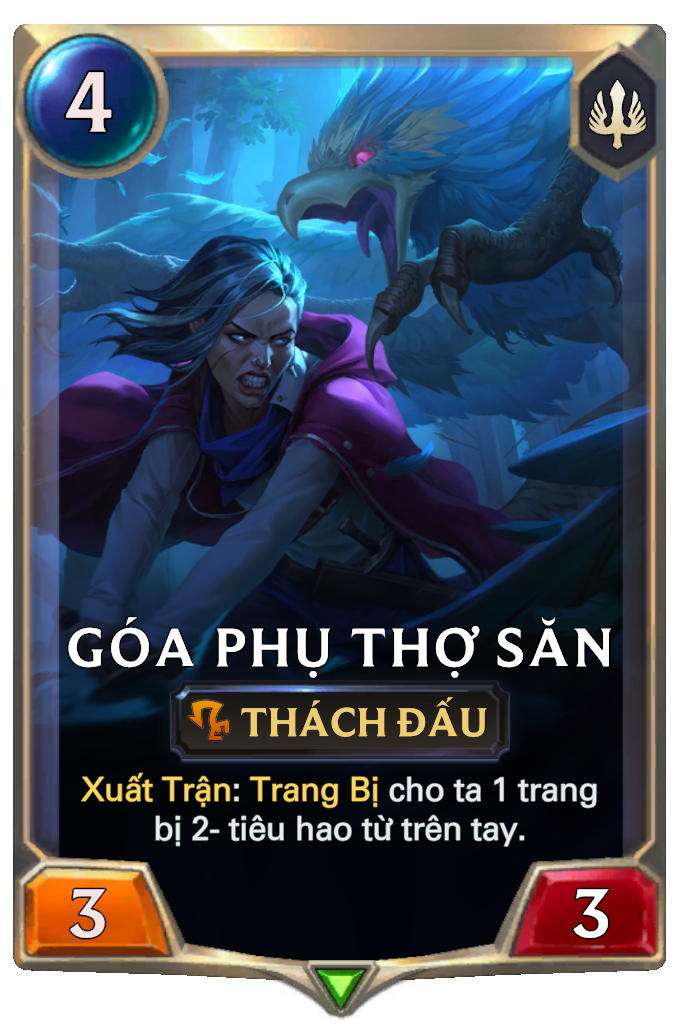 4
GÓA PHỤ THỢ SĂN
THÁCH ĐẤU
Xuất Trận: Trang Bị cho ta 1 trang
bị 2- tiêu hao từ trên tay.
3
3